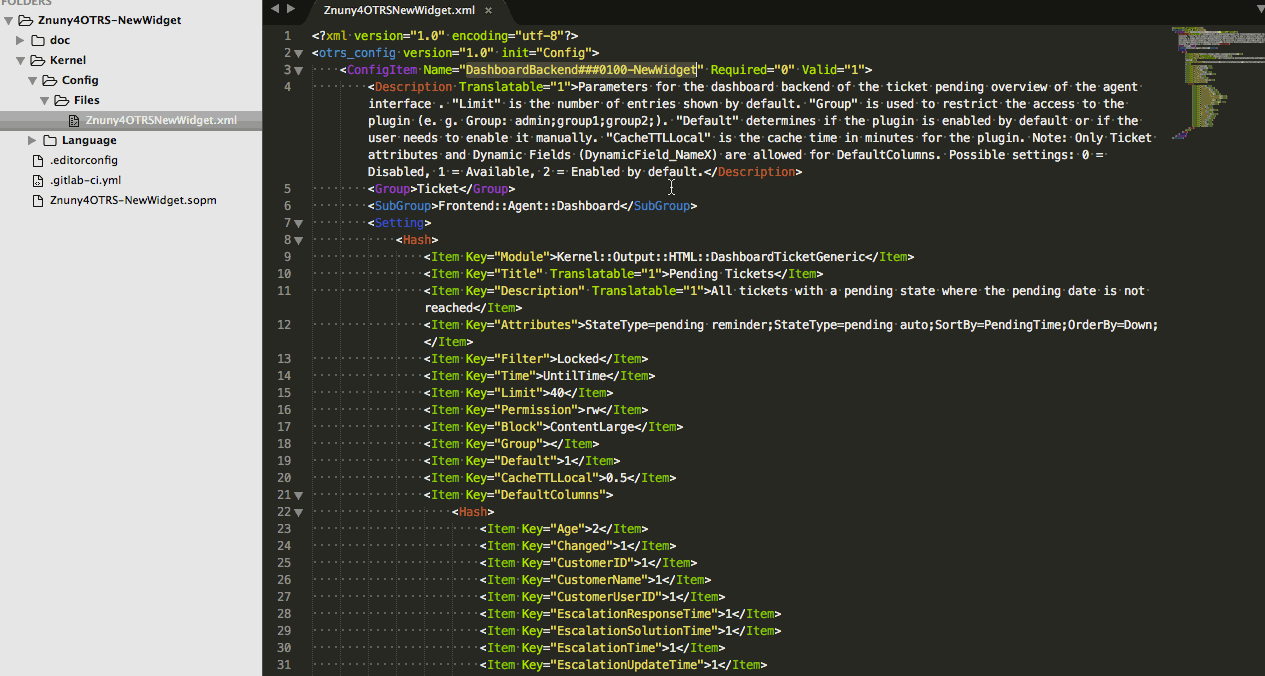 FOLDERS
Znuny4OTRS-NewWidget
doc
Kernel
Config
Files
Znuny4OTRSNewWidget.xml
Language
.editorconfig
.gitlab-ci.yml
Znuny4OTRS-NewWidget.sopm
Znuny4OTRSNewWidget.xml ×
1 <?xml version="1.0" encoding="utf-8"?>
2 <otrs_config version="1.0" init="Config">
3 <ConfigItem Name="DashboardBackend###0100-NewWidget" Required="0" Valid="1">
4 <Description Translatable="1">Parameters for the dashboard backend of the ticket pending overview of the agent
interface . "Limit" is the number of entries shown by default. "Group" is used to restrict the access to the
plugin (e. g. Group: admin;group1;group2;). "Default" determines if the plugin is enabled by default or if the
user needs to enable it manually. "CacheTTLLocal" is the cache time in minutes for the plugin. Note: Only Ticket
attributes and Dynamic Fields (DynamicField_NameX) are allowed for DefaultColumns. Possible settings: 0 =
Disabled, 1 = Available, 2 = Enabled by default.</Description>
5 <Group>Ticket</Group>
6 <SubGroup>Frontend::Agent::Dashboard</SubGroup>
7 <Setting>
8 <Hash>
9 <Item Key="Module">Kernel::Output::HTML::DashboardTicketGeneric</Item>
10 <Item Key="Title" Translatable="1">Pending Tickets</Item>
11 <Item Key="Description" Translatable="1">All tickets with a pending state where the pending date is not
reached</Item>
12 <Item Key="Attributes">StateType=pending reminder;StateType=pending auto;SortBy=PendingTime;OrderBy=Down;
</Item>
13 <Item Key="Filter">Locked</Item>
14 <Item Key="Time">UntilTime</Item>
15 <Item Key="Limit">40</Item>
16 <Item Key="Permission">rw</Item>
17 <Item Key="Block">ContentLarge</Item>
18 <Item Key="Group"></Item>
19 <Item Key="Default">1</Item>
20 <Item Key="CacheTTLLocal">0.5</Item>
21 <Item Key="DefaultColumns">
22 <Hash>
23 <Item Key="Age">2</Item>
24 <Item Key="Changed">1</Item>
25 <Item Key="CustomerID">1</Item>
26 <Item Key="CustomerName">1</Item>
27 <Item Key="CustomerUserID">1</Item>
28 <Item Key="EscalationResponseTime">1</Item>
29 <Item Key="EscalationSolutionTime">1</Item>
30 <Item Key="EscalationTime">1</Item>
31 <Item Key="EscalationUpdateTime">1</Item>